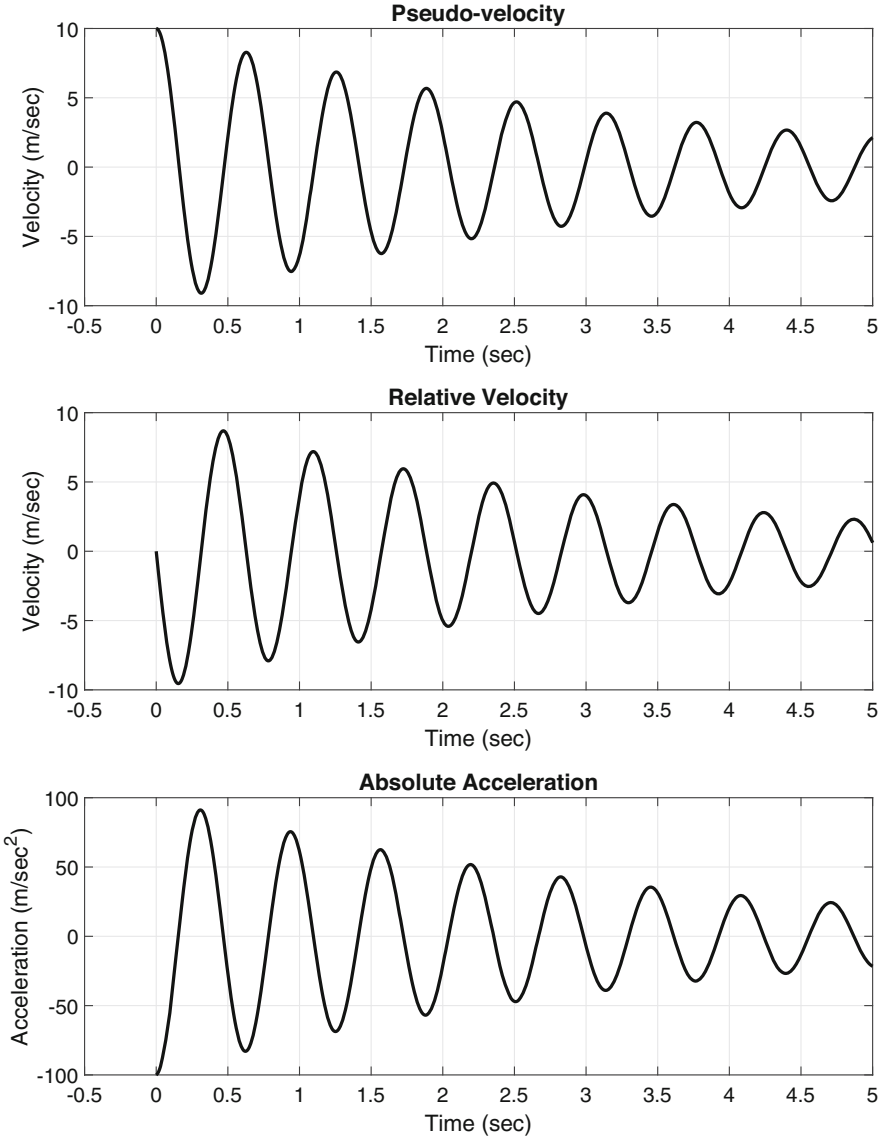 Pseudo-velocity
10
5
0
-5
-10
Velocity (m/sec)
-0.5 0 0.5 1 1.5 2 2.5 3 3.5 4 4.5 5
Time (sec)
Relative Velocity
10
5
0
-5
-10
Velocity (m/sec)
-0.5 0 0.5 1 1.5 2 2.5 3 3.5 4 4.5 5
Time (sec)
Absolute Acceleration
100
50
0
-50
-100
Acceleration (m/sec²)
-0.5 0 0.5 1 1.5 2 2.5 3 3.5 4 4.5 5
Time (sec)